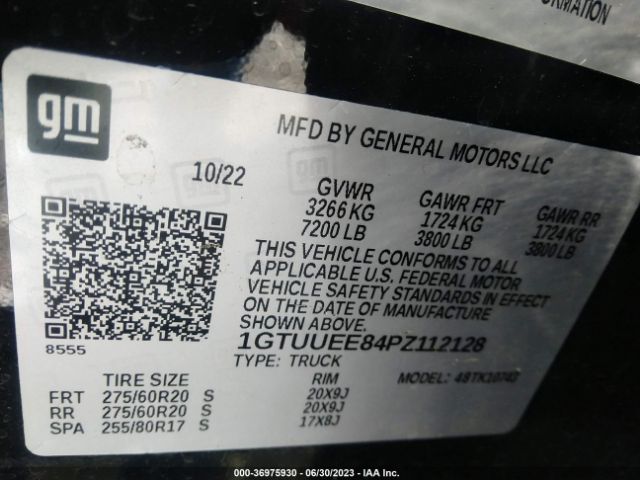 FORMATION
gm
MFD BY GENERAL MOTORS LLC
10/22
GVWR GAWR FRT GAWR RR
3266 KG 1724 KG 1724 KG
7200 LB 3800 LB 3800 LB
THIS VEHICLE CONFORMS TO ALL
APPLICABLE U.S. FEDERAL MOTOR
VEHICLE SAFETY STANDARDS IN EFFECT
ON THE DATE OF MANUFACTURE
SHOWN ABOVE.
1GTUUEE84PZ112128
8555
TYPE: TRUCK MODEL:
TIRE SIZE RIM
FRT 275/60R20 S 20X9J
RR 275/60R20 S 20X9J
SPA 255/80R17 S 17X8J
000-36975930 - 06/30/2023 - IAA Inc.